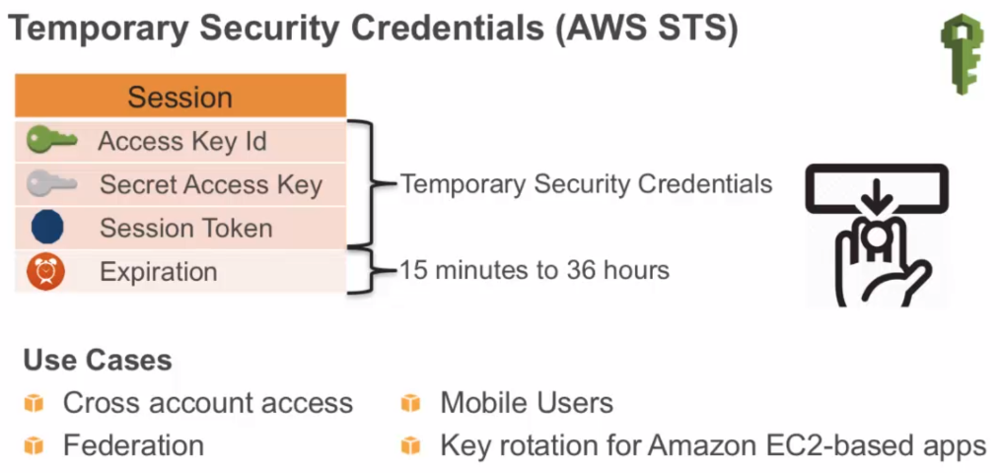 Temporary Security Credentials (AWS STS)
Session
Access Key Id
Secret Access Key
Session Token
Temporary Security Credentials
Expiration
15 minutes to 36 hours
Use Cases
Cross account access
Federation
Mobile Users
Key rotation for Amazon EC2-based apps